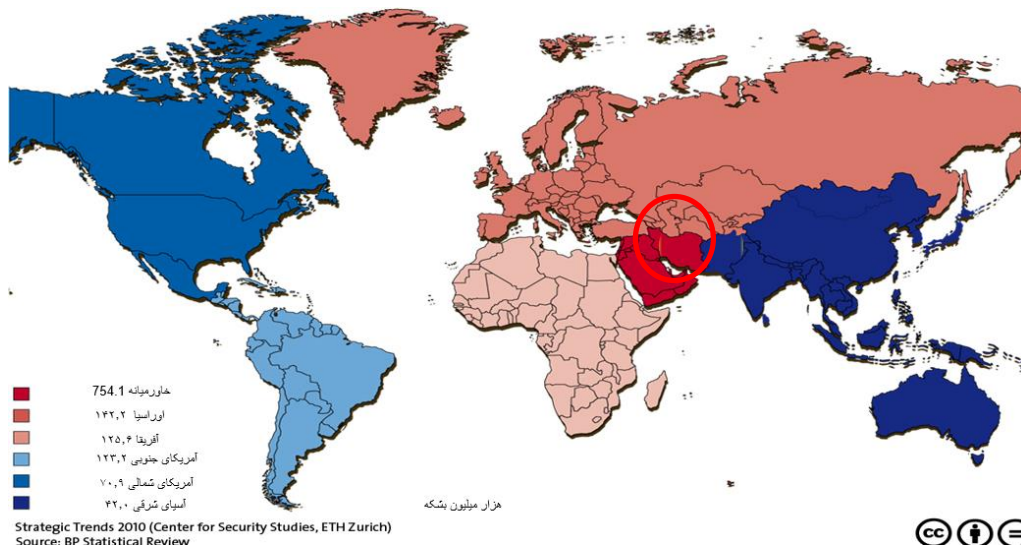 خاورمیانه 754.1
اوراسیا ۱۴۲٫۲
آفریقا ۱۲۵٫۶
آمریکای جنوبی ۱۲۳٫۲
آمریکای شمالی ۷۰٫۹
آسیای شرقی ۴۲٫۰
هزار میلیون بشکه
Strategic Trends 2010 (Center for Security Studies, ETH Zurich)
Source: BP Statistical Review
cc